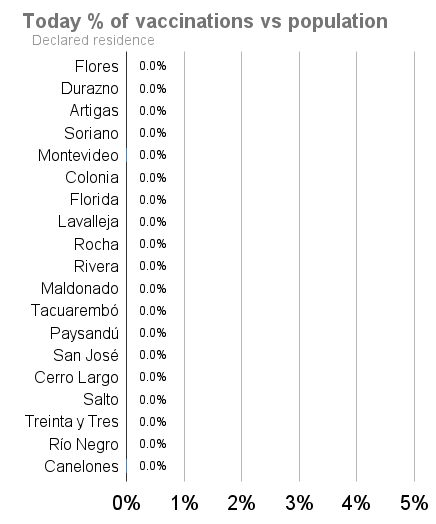 Today % of vaccinations vs population
Declared residence
Flores 0.0%
Durazno 0.0%
Artigas 0.0%
Soriano 0.0%
Montevideo 0.0%
Colonia 0.0%
Florida 0.0%
Lavalleja 0.0%
Rocha 0.0%
Rivera 0.0%
Maldonado 0.0%
Tacuarembó 0.0%
Paysandú 0.0%
San José 0.0%
Cerro Largo 0.0%
Salto 0.0%
Treinta y Tres 0.0%
Río Negro 0.0%
Canelones 0.0%
0% 1% 2% 3% 4% 5%